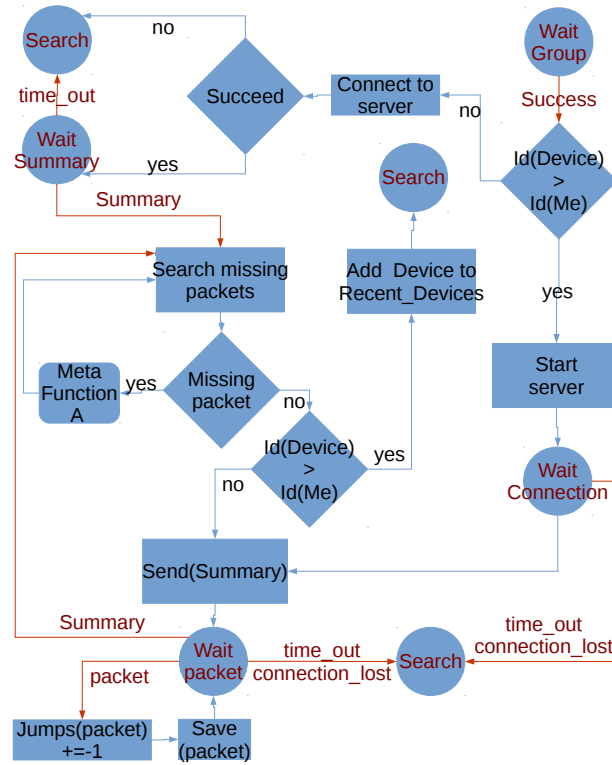 Search
no
Wait
Group
time_out
Succeed
Connect to
server
Success
no
Wait
Summary
yes
Id(Device)
>
Id(Me)
Summary
Search
Search missing
packets
Add Device to
Recent_Devices
yes
Meta
Function
A
yes
Missing
packet
no
Start
server
Id(Device)
>
Id(Me)
yes
no
Wait
Connection
Send(Summary)
Summary
Wait
packet
time_out
connection_lost
Search
time_out
connection_lost
packet
Jumps(packet)
+=-1
Save
(packet)